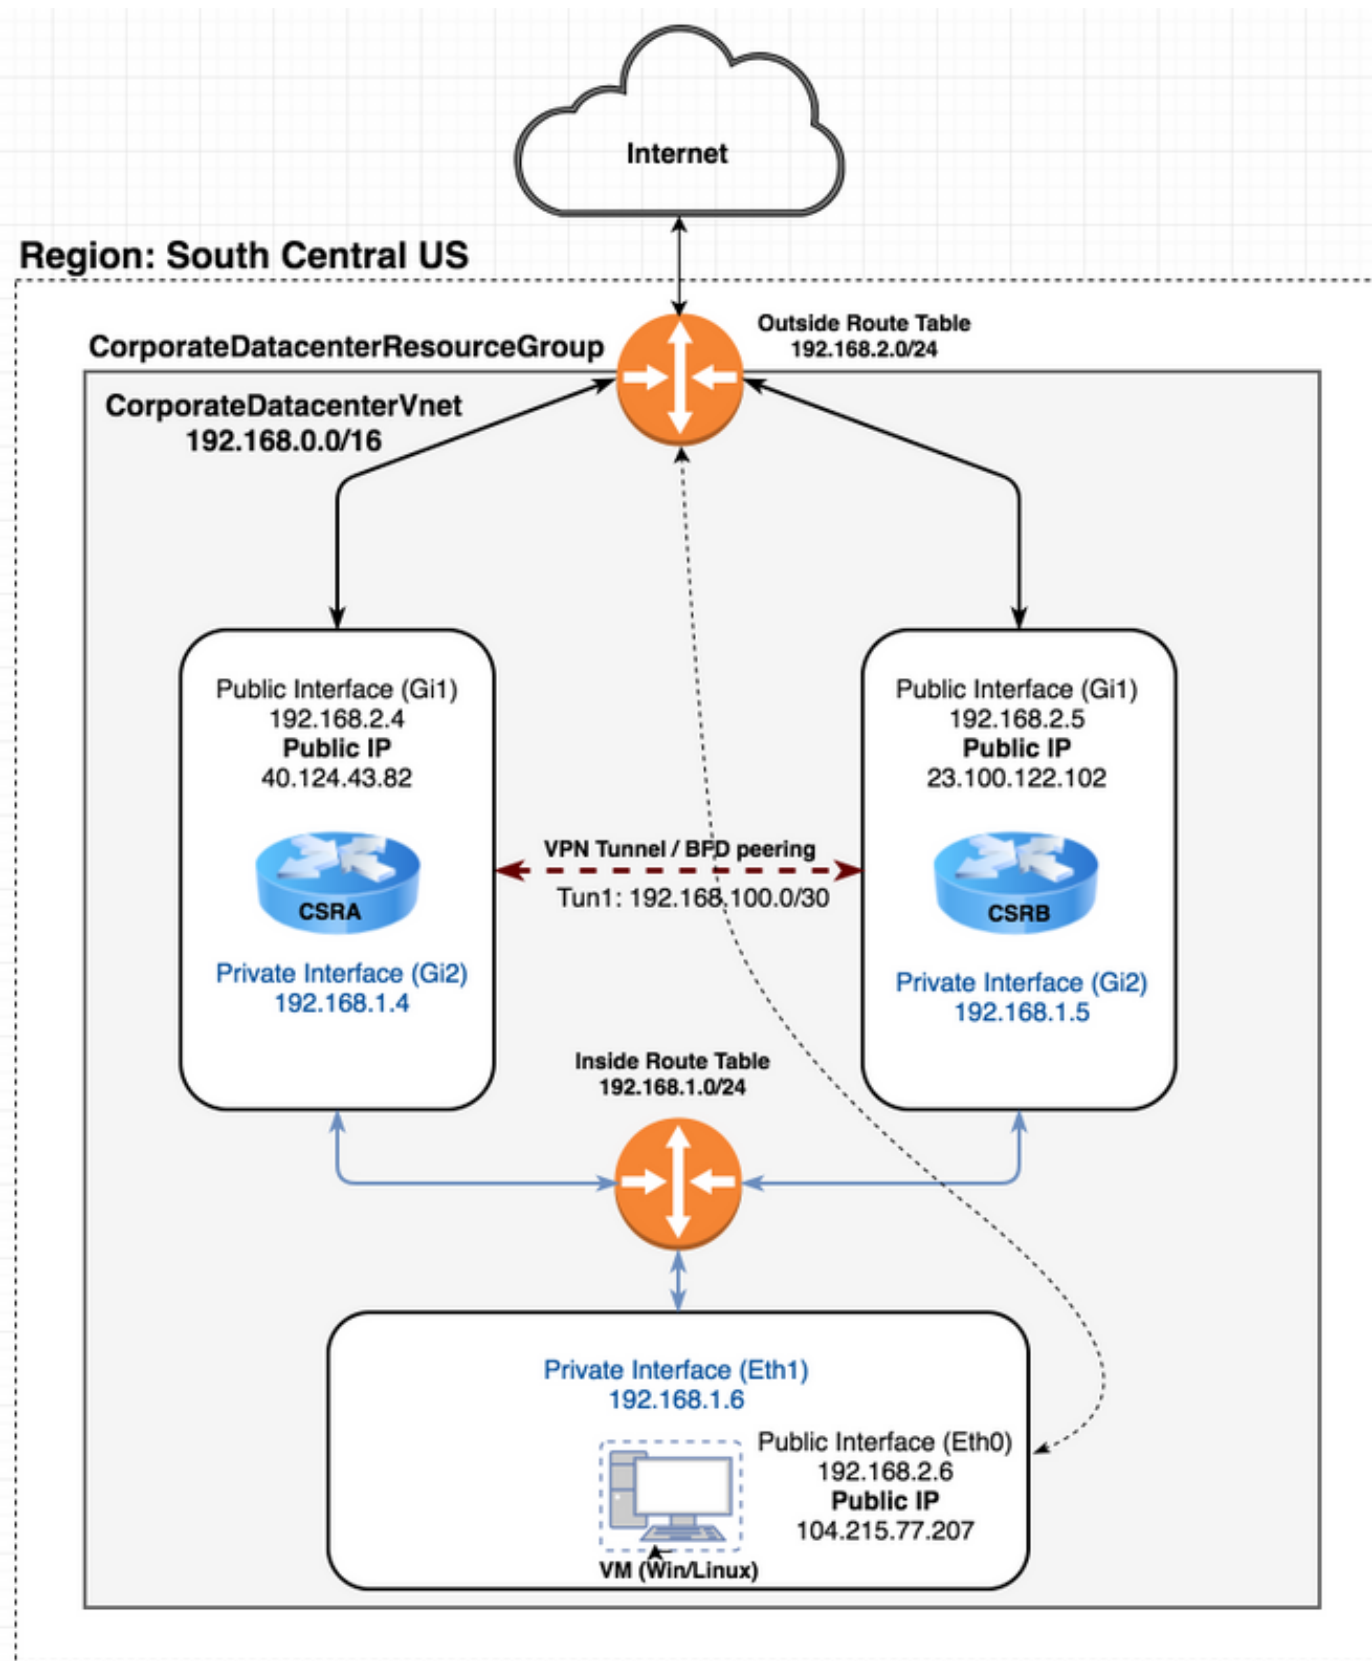 Internet
Region: South Central US
Outside Route Table
192.168.2.0/24
CorporateDatacenterResourceGroup
CorporateDatacenterVnet
192.168.0.0/16
Public Interface (Gi1)
192.168.2.4
Public IP
40.124.43.82
CSRA
Private Interface (Gi2)
192.168.1.4
VPN Tunnel / BFD peering
Tun1: 192.168.100.0/30
Public Interface (Gi1)
192.168.2.5
Public IP
23.100.122.102
CSRB
Private Interface (Gi2)
192.168.1.5
Inside Route Table
192.168.1.0/24
Private Interface (Eth1)
192.168.1.6
Public Interface (Eth0)
192.168.2.6
Public IP
104.215.77.207
VM (Win/Linux)